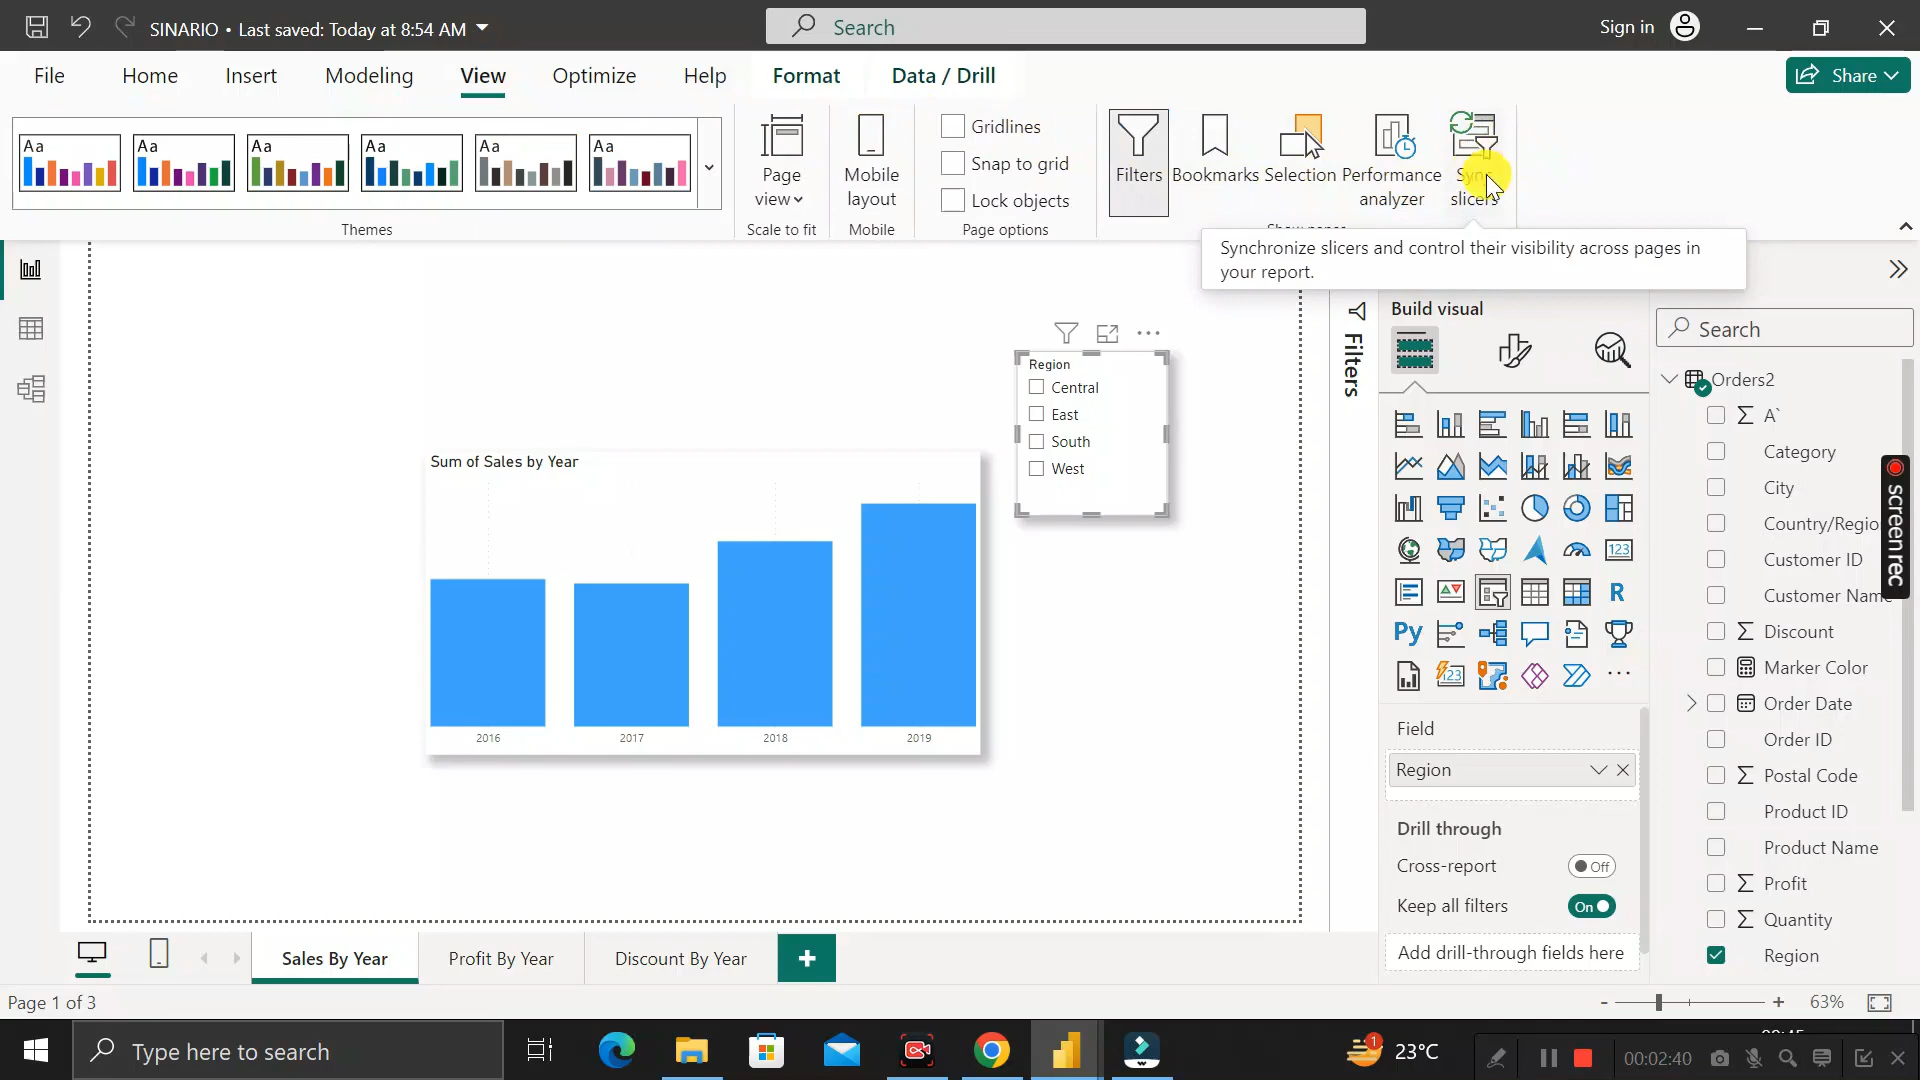 SINARIO • Last saved: Today at 8:54 AM
Search
Sign in
File
Home
Insert
Modeling
View
Optimize
Help
Format
Data / Drill
Share
Aa
Aa
Aa
Aa
Aa
Aa
Themes
Page
view
Scale to fit
Mobile
layout
Mobile
Gridlines
Snap to grid
Lock objects
Page options
Filters
Bookmarks
Selection
Performance
analyzer
Sync
slicers
Synchronize slicers and control their visibility across pages in
your report.
Region
Central
East
South
West
Sum of Sales by Year
2016
2017
2018
2019
Filters
Build visual
123
R
Py
123
Field
Region
Drill through
Cross-report
Off
Keep all filters
On
Add drill-through fields here
Search
Orders2
A`
Category
City
Country/Regio
Customer ID
Customer Name
Discount
Marker Color
Order Date
Order ID
Postal Code
Product ID
Product Name
Profit
Quantity
Region
screen rec
Sales By Year
Profit By Year
Discount By Year
Page 1 of 3
63%
Type here to search
1
23°C
00:02:40